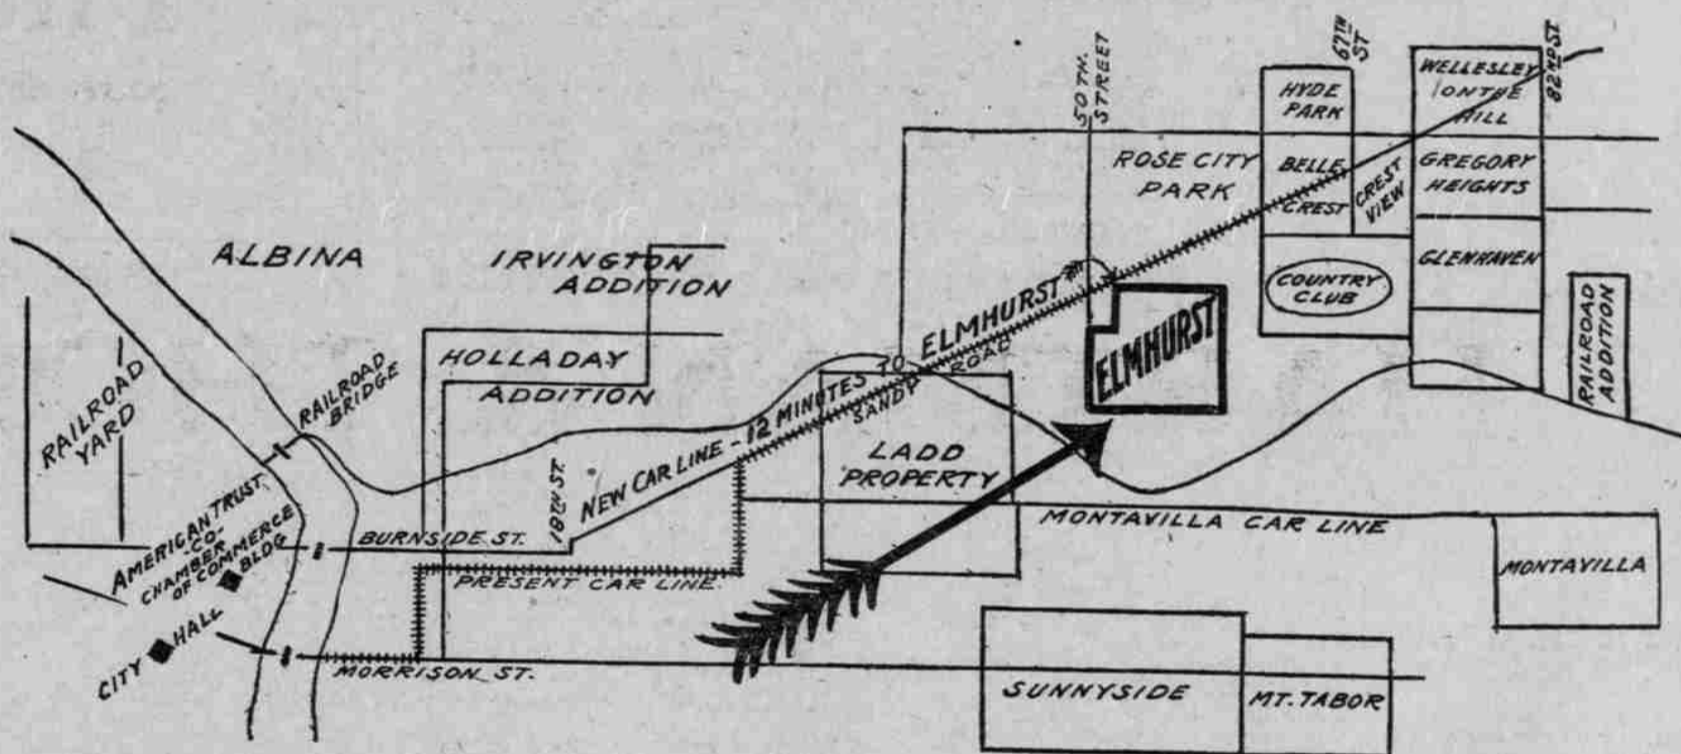 50TH.
STREET
67TH
ST
82ND ST
WELLESLEY
ON THE
HILL
HYDE
PARK
ROSE CITY
PARK
BELLE
CREST
CREST
VIEW
GREGORY
HEIGHTS
GLENHAVEN
COUNTRY
CLUB
RAILROAD
ADDITION
ALBINA
IRVINGTON
ADDITION
HOLLADAY
ADDITION
RAILROAD
YARD
RAILROAD
BRIDGE
NEW CAR LINE - 12 MINUTES TO ELMHURST
SANDY ROAD
ELMHURST
LADD
PROPERTY
18TH ST.
AMERICAN TRUST
-CO-
CHAMBER
OF COMMERCE
BLDG
BURNSIDE ST.
PRESENT CAR LINE
MONTAVILLA CAR LINE
MONTAVILLA
CITY HALL
MORRISON ST.
SUNNYSIDE
MT. TABOR